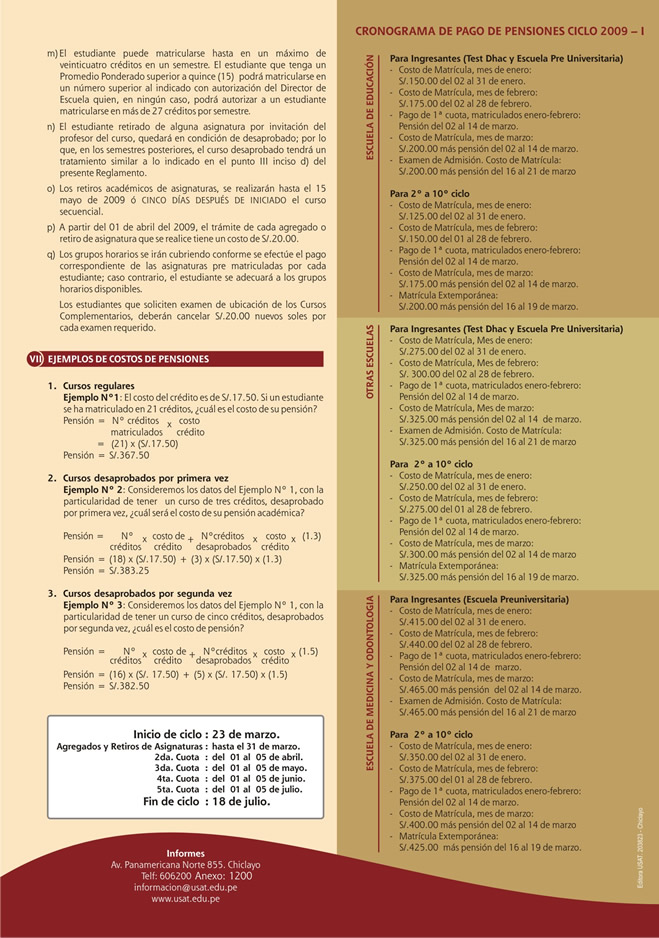 m) El estudiante puede matricularse hasta en un máximo de
veinticuatro créditos en un semestre. El estudiante que tenga un
Promedio Ponderado superior a quince (15) podrá matricularse en
un número superior al indicado con autorización del Director de
Escuela quien, en ningún caso, podrá autorizar a un estudiante
matricularse en más de 27 créditos por semestre.
n) El estudiante retirado de alguna asignatura por invitación del
profesor del curso, quedará en condición de desaprobado; por lo
que, en los semestres posteriores, el curso desaprobado tendrá un
tratamiento similar a lo indicado en el punto III inciso d) del
presente Reglamento.
o) Los retiros académicos de asignaturas, se realizarán hasta el 15
mayo de 2009 ó CINCO DÍAS DESPUÉS DE INICIADO el curso
secuencial.
p) A partir del 01 de abril del 2009, el trámite de cada agregado o
retiro de asignatura que se realice tiene un costo de S/.20.00.
q) Los grupos horarios se irán cubriendo conforme se efectúe el pago
correspondiente de las asignaturas pre matriculadas por cada
estudiante; caso contrario, el estudiante se adecuará a los grupos
horarios disponibles.
Los estudiantes que soliciten examen de ubicación de los Cursos
Complementarios, deberán cancelar S/.20.00 nuevos soles por
cada examen requerido.
VII EJEMPLOS DE COSTOS DE PENSIONES
1. Cursos regulares
Ejemplo Nº1: El costo del crédito es de S/.17.50. Si un estudiante
se ha matriculado en 21 créditos, ¿cuál es el costo de su pensión?
Pensión = Nº créditos x costo
matriculados crédito
= (21) x (S/.17.50)
Pensión = S/.367.50
2. Cursos desaprobados por primera vez
Ejemplo Nº 2: Consideremos los datos del Ejemplo Nº 1, con la
particularidad de tener un curso de tres créditos, desaprobado
por primera vez, ¿cuál será el costo de su pensión académica?
Pensión = Nº x costo de + Nºcréditos x costo x (1.3)
créditos crédito desaprobados crédito
Pensión = (18) x (S/.17.50) + (3) x (S/.17.50) x (1.3)
Pensión = S/.383.25
3. Cursos desaprobados por segunda vez
Ejemplo Nº 3: Consideremos los datos del Ejemplo Nº 1, con la
particularidad de tener un curso de cinco créditos, desaprobados
por segunda vez, ¿cuál es el costo de pensión?
Pensión = Nº x costo de + Nºcréditos x costo x (1.5)
créditos crédito desaprobados crédito
Pensión = (16) x (S/. 17.50) + (5) x (S/. 17.50) x (1.5)
Pensión = S/.382.50
Inicio de ciclo : 23 de marzo.
Agregados y Retiros de Asignaturas : hasta el 31 de marzo.
2da. Cuota : del 01 al 05 de abril.
3da. Cuota : del 01 al 05 de mayo.
4ta. Cuota : del 01 al 05 de junio.
5ta. Cuota : del 01 al 05 de julio.
Fin de ciclo : 18 de julio.
Informes
Av. Panamericana Norte 855. Chiclayo
Telf: 606200 Anexo: 1200
informacion@usat.edu.pe
www.usat.edu.pe
CRONOGRAMA DE PAGO DE PENSIONES CICLO 2009 – I
ESCUELA DE EDUCACIÓN
Para Ingresantes (Test Dhac y Escuela Pre Universitaria)
- Costo de Matrícula, mes de enero:
S/.150.00 del 02 al 31 de enero.
- Costo de Matrícula, mes de febrero:
S/.175.00 del 02 al 28 de febrero.
- Pago de 1ª cuota, matriculados enero-febrero:
Pensión del 02 al 14 de marzo.
- Costo de Matrícula, mes de marzo:
S/.200.00 más pensión del 02 al 14 de marzo.
- Examen de Admisión. Costo de Matrícula:
S/.200.00 más pensión del 16 al 21 de marzo
Para 2º a 10º ciclo
- Costo de Matrícula, mes de enero:
S/.125.00 del 02 al 31 de enero.
- Costo de Matrícula, mes de febrero:
S/.150.00 del 01 al 28 de febrero.
- Pago de 1ª cuota, matriculados enero-febrero:
Pensión del 02 al 14 de marzo.
- Costo de Matrícula, mes de marzo:
S/.175.00 más pensión del 02 al 14 de marzo
- Matrícula Extemporánea:
S/.200.00 más pensión del 16 al 19 de marzo.
OTRAS ESCUELAS
Para Ingresantes (Test Dhac y Escuela Pre Universitaria)
- Costo de Matrícula, Mes de enero:
S/.275.00 del 02 al 31 de enero.
- Costo de Matrícula, Mes de febrero:
S/. 300.00 del 02 al 28 de febrero.
- Pago de 1ª cuota, matriculados enero-febrero:
Pensión del 02 al 14 de marzo.
- Costo de Matrícula, Mes de marzo:
S/.325.00 más pensión del 02 al 14 de marzo
- Examen de Admisión. Costo de Matrícula:
S/.325.00 más pensión del 16 al 21 de marzo
Para 2º a 10º ciclo
- Costo de Matrícula, mes de enero:
S/.250.00 del 02 al 31 de enero.
- Costo de Matrícula, mes de febrero:
S/.275.00 del 01 al 28 de febrero.
- Pago de 1ª cuota, matriculados enero-febrero:
Pensión del 02 al 14 de marzo.
- Costo de Matrícula, mes de marzo:
S/.300.00 más pensión del 02 al 14 de marzo
- Matrícula Extemporánea:
S/.325.00 más pensión del 16 al 19 de marzo.
ESCUELA DE MEDICINA Y ODONTOLOGIA
Para Ingresantes (Escuela Preuniversitaria)
- Costo de Matrícula, mes de enero:
S/.415.00 del 02 al 31 de enero.
- Costo de Matrícula, mes de febrero:
S/.440.00 del 02 al 28 de febrero.
- Pago de 1ª cuota, matriculados enero-febrero:
Pensión del 02 al 14 de marzo.
- Costo de Matrícula, mes de marzo:
S/.465.00 más pensión del 02 al 14 de marzo
- Examen de Admisión. Costo de Matrícula:
S/.465.00 más pensión del 16 al 21 de marzo
Para 2º a 10º ciclo
- Costo de Matrícula, mes de enero:
S/.350.00 del 02 al 31 de enero.
- Costo de Matrícula, mes de febrero:
S/.375.00 del 01 al 28 de febrero.
- Pago de 1ª cuota, matriculados enero-febrero:
Pensión del 02 al 14 de marzo.
- Costo de Matrícula, mes de marzo:
S/.400.00 más pensión del 02 al 14 de marzo
- Matrícula Extemporánea:
S/.425.00 más pensión del 16 al 19 de marzo.
Editora USAT. 203823 - Chiclayo